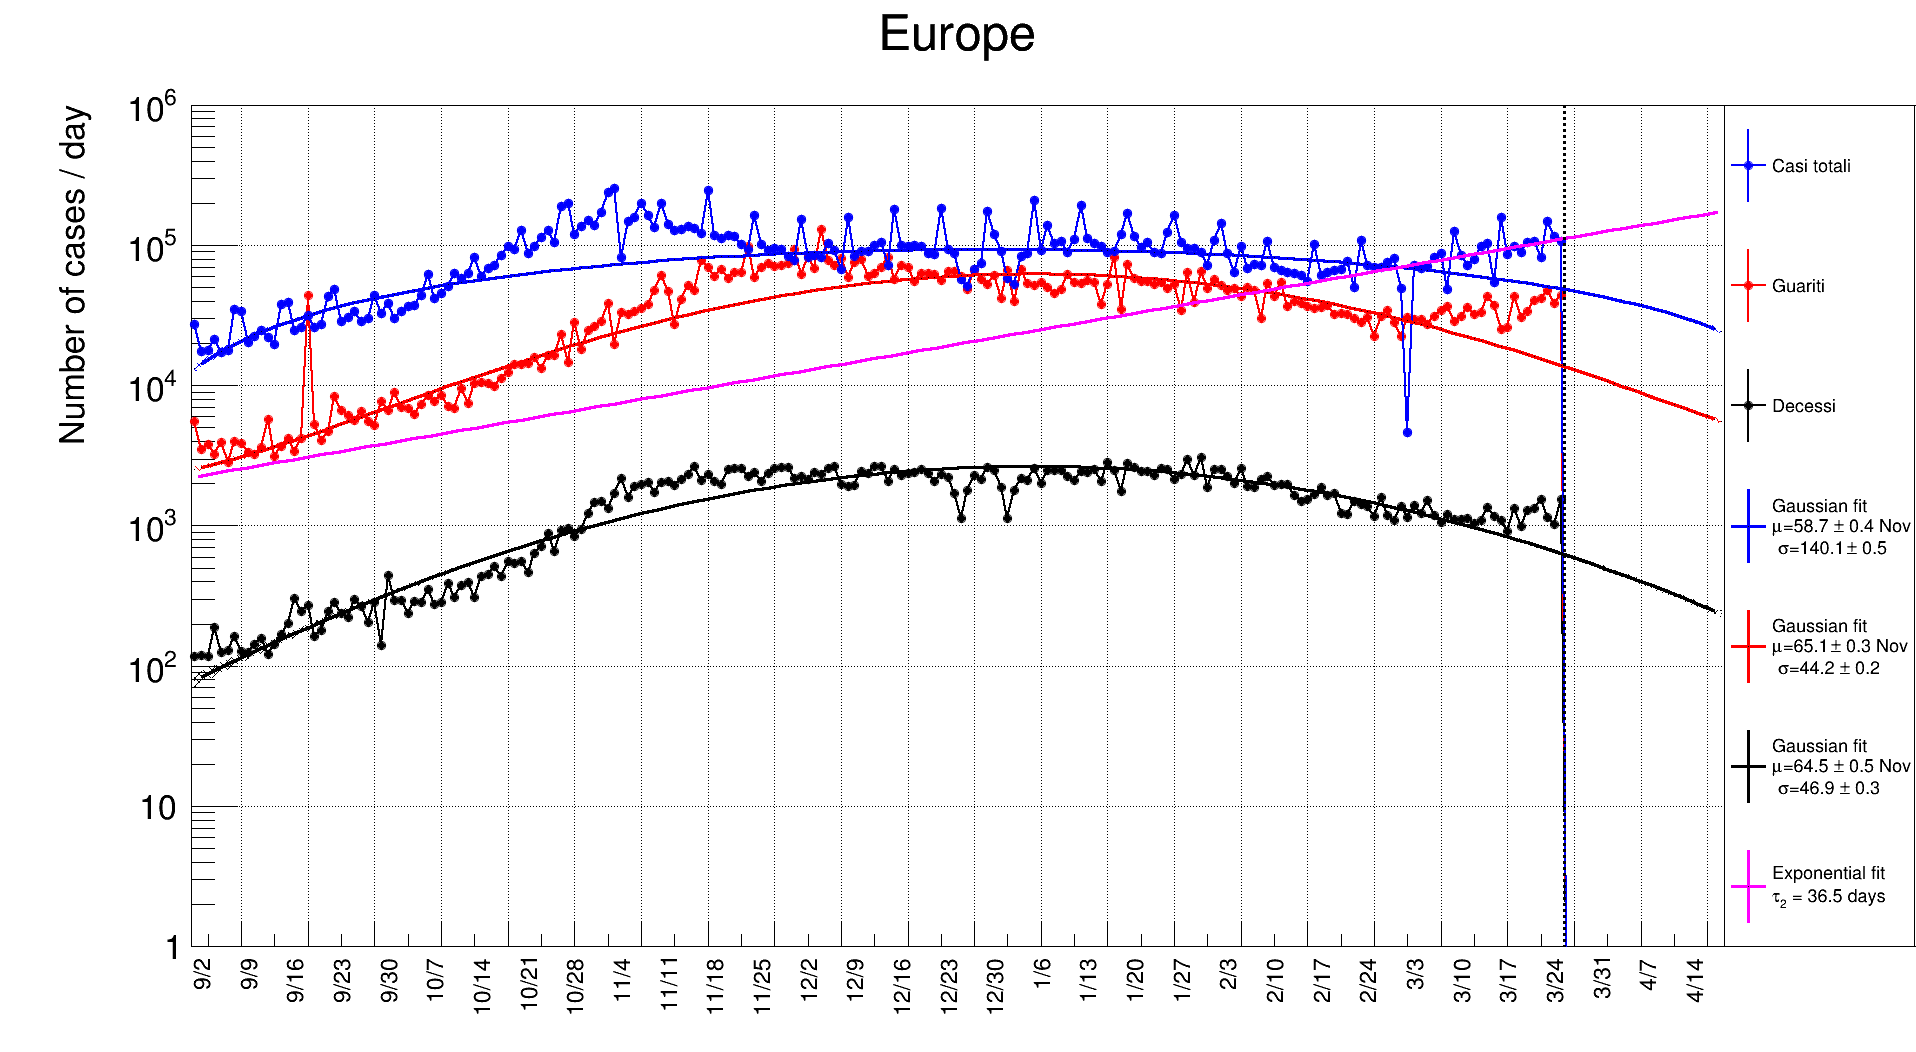 Europe
Number of cases / day
10^6
10^5
10^4
10^3
10^2
10
1
9/2 9/9 9/16 9/23 9/30 10/7 10/14 10/21 10/28 11/4 11/11 11/18 11/25 12/2 12/9 12/16 12/23 12/30 1/6 1/13 1/20 1/27 2/3 2/10 2/17 2/24 3/3 3/10 3/17 3/24 3/31 4/7 4/14
Casi totali
Guariti
Decessi
Gaussian fit
μ=58.7 ± 0.4 Nov
σ=140.1 ± 0.5
Gaussian fit
μ=65.1 ± 0.3 Nov
σ=44.2 ± 0.2
Gaussian fit
μ=64.5 ± 0.5 Nov
σ=46.9 ± 0.3
Exponential fit
τ₂ = 36.5 days